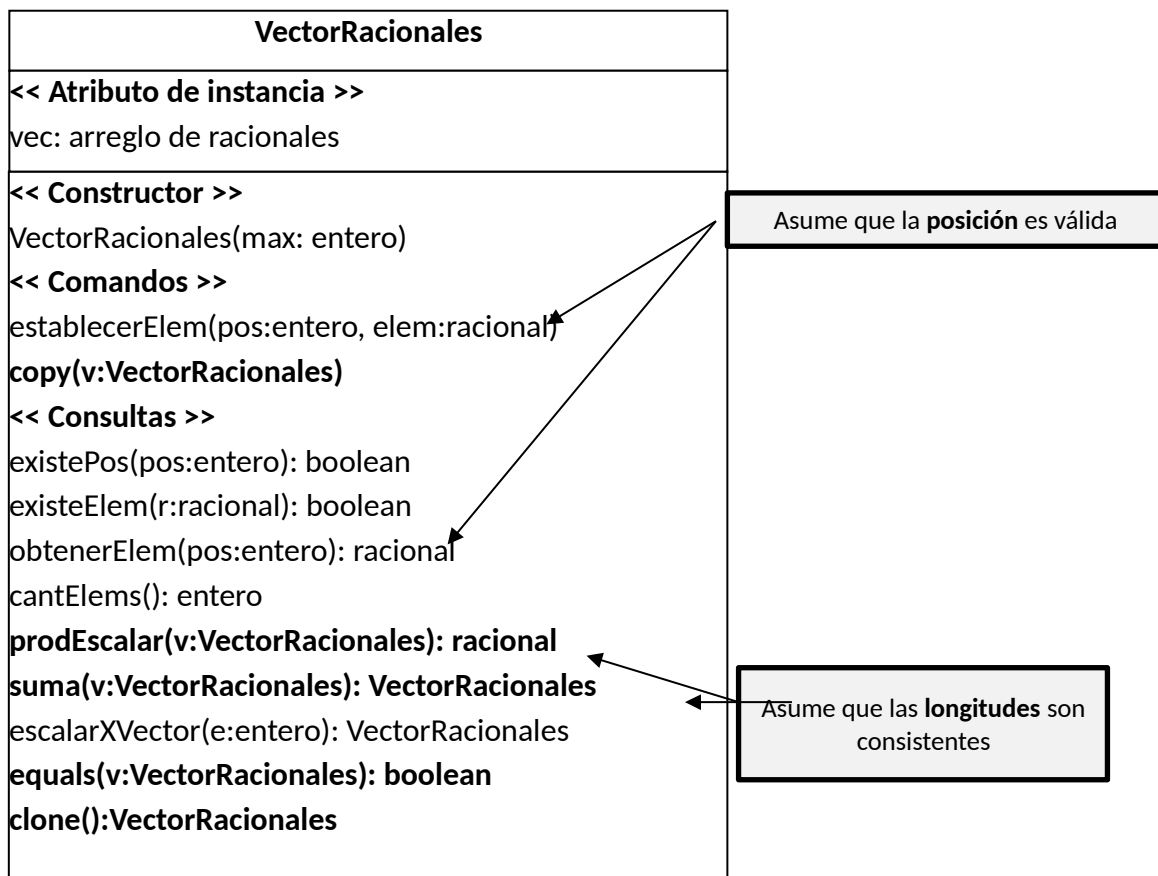 VectorRacionales
<< Atributo de instancia >>
vec: arreglo de racionales
<< Constructor >>
VectorRacionales(max: entero)
<< Comandos >>
establecerElem(pos:entero, elem:racional)
copy(v:VectorRacionales)
<< Consultas >>
existePos(pos:entero): boolean
existeElem(r:racional): boolean
obtenerElem(pos:entero): racional
cantElems(): entero
prodEscalar(v:VectorRacionales): racional
suma(v:VectorRacionales): VectorRacionales
escalarXVector(e:entero): VectorRacionales
equals(v:VectorRacionales): boolean
clone():VectorRacionales
Asume que la posición es válida
Asume que las longitudes son
consistentes